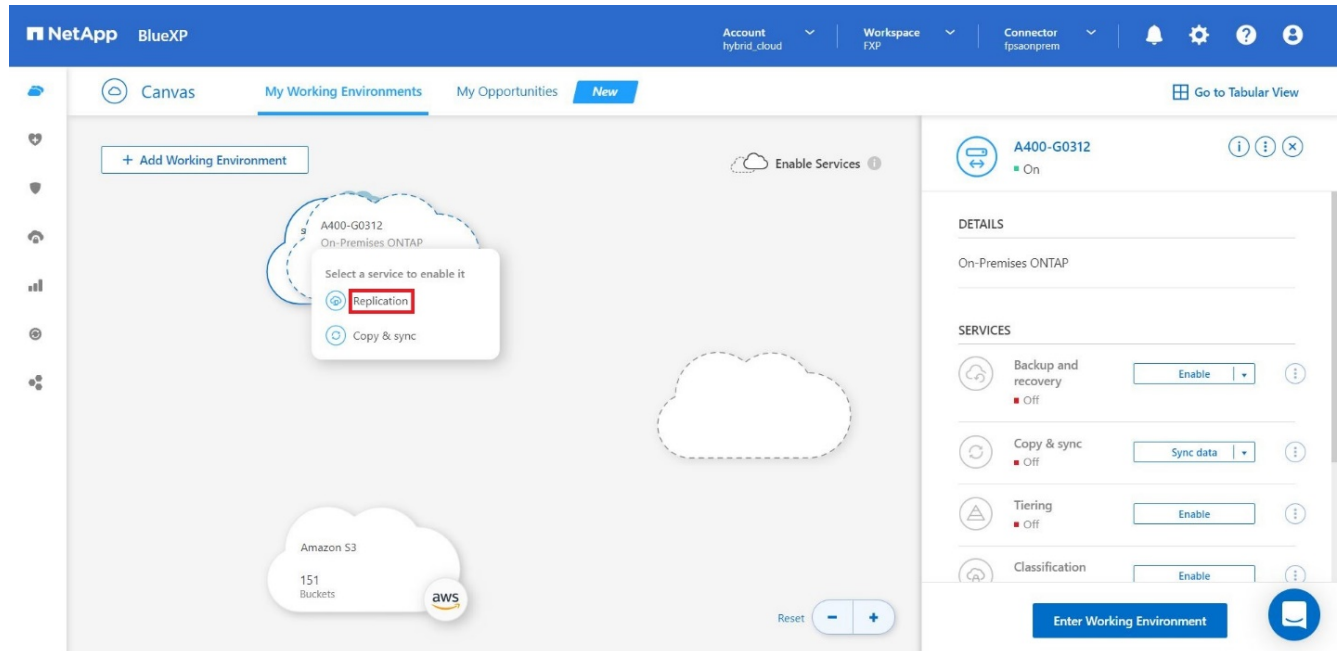 NetApp BlueXP
Account
hybrid_cloud
Workspace
FXP
Connector
fpsaonprem
Canvas
My Working Environments
My Opportunities
New
Go to Tabular View
+ Add Working Environment
Enable Services
A400-G0312
On-Premises ONTAP
Select a service to enable it
Replication
Copy & sync
Amazon S3
151
Buckets
aws
Reset
A400-G0312
On
DETAILS
On-Premises ONTAP
SERVICES
Backup and
recovery
Off
Enable
Copy & sync
Off
Sync data
Tiering
Off
Enable
Classification
Enable
Enter Working Environment